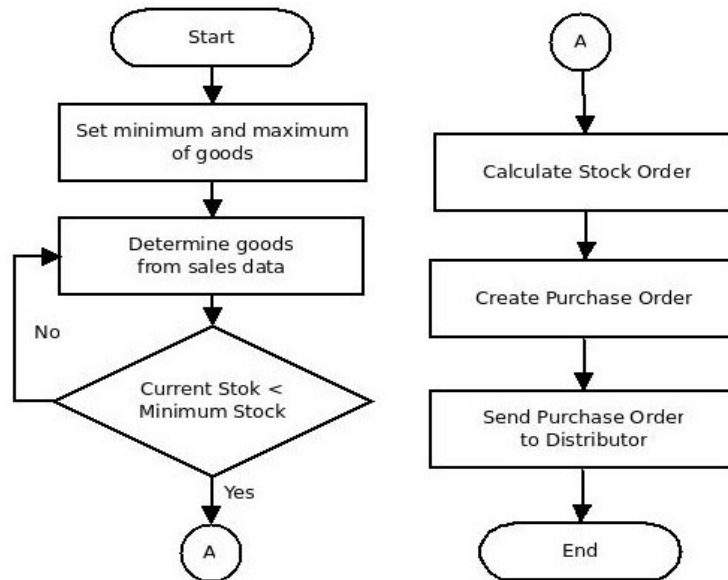 Start
Set minimum and maximum
of goods
Determine goods
from sales data
No
Current Stok <
Minimum Stock
Yes
A
A
Calculate Stock Order
Create Purchase Order
Send Purchase Order
to Distributor
End